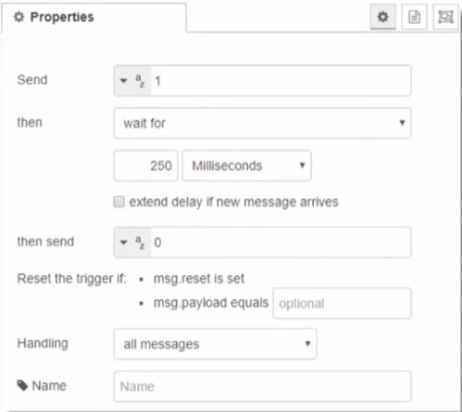 Properties
Send
a
z
1
then
wait for
250 Milliseconds
extend delay if new message arrives
then send
a
z
0
Reset the trigger if: • msg.reset is set
• msg.payload equals optional
Handling all messages
Name Name